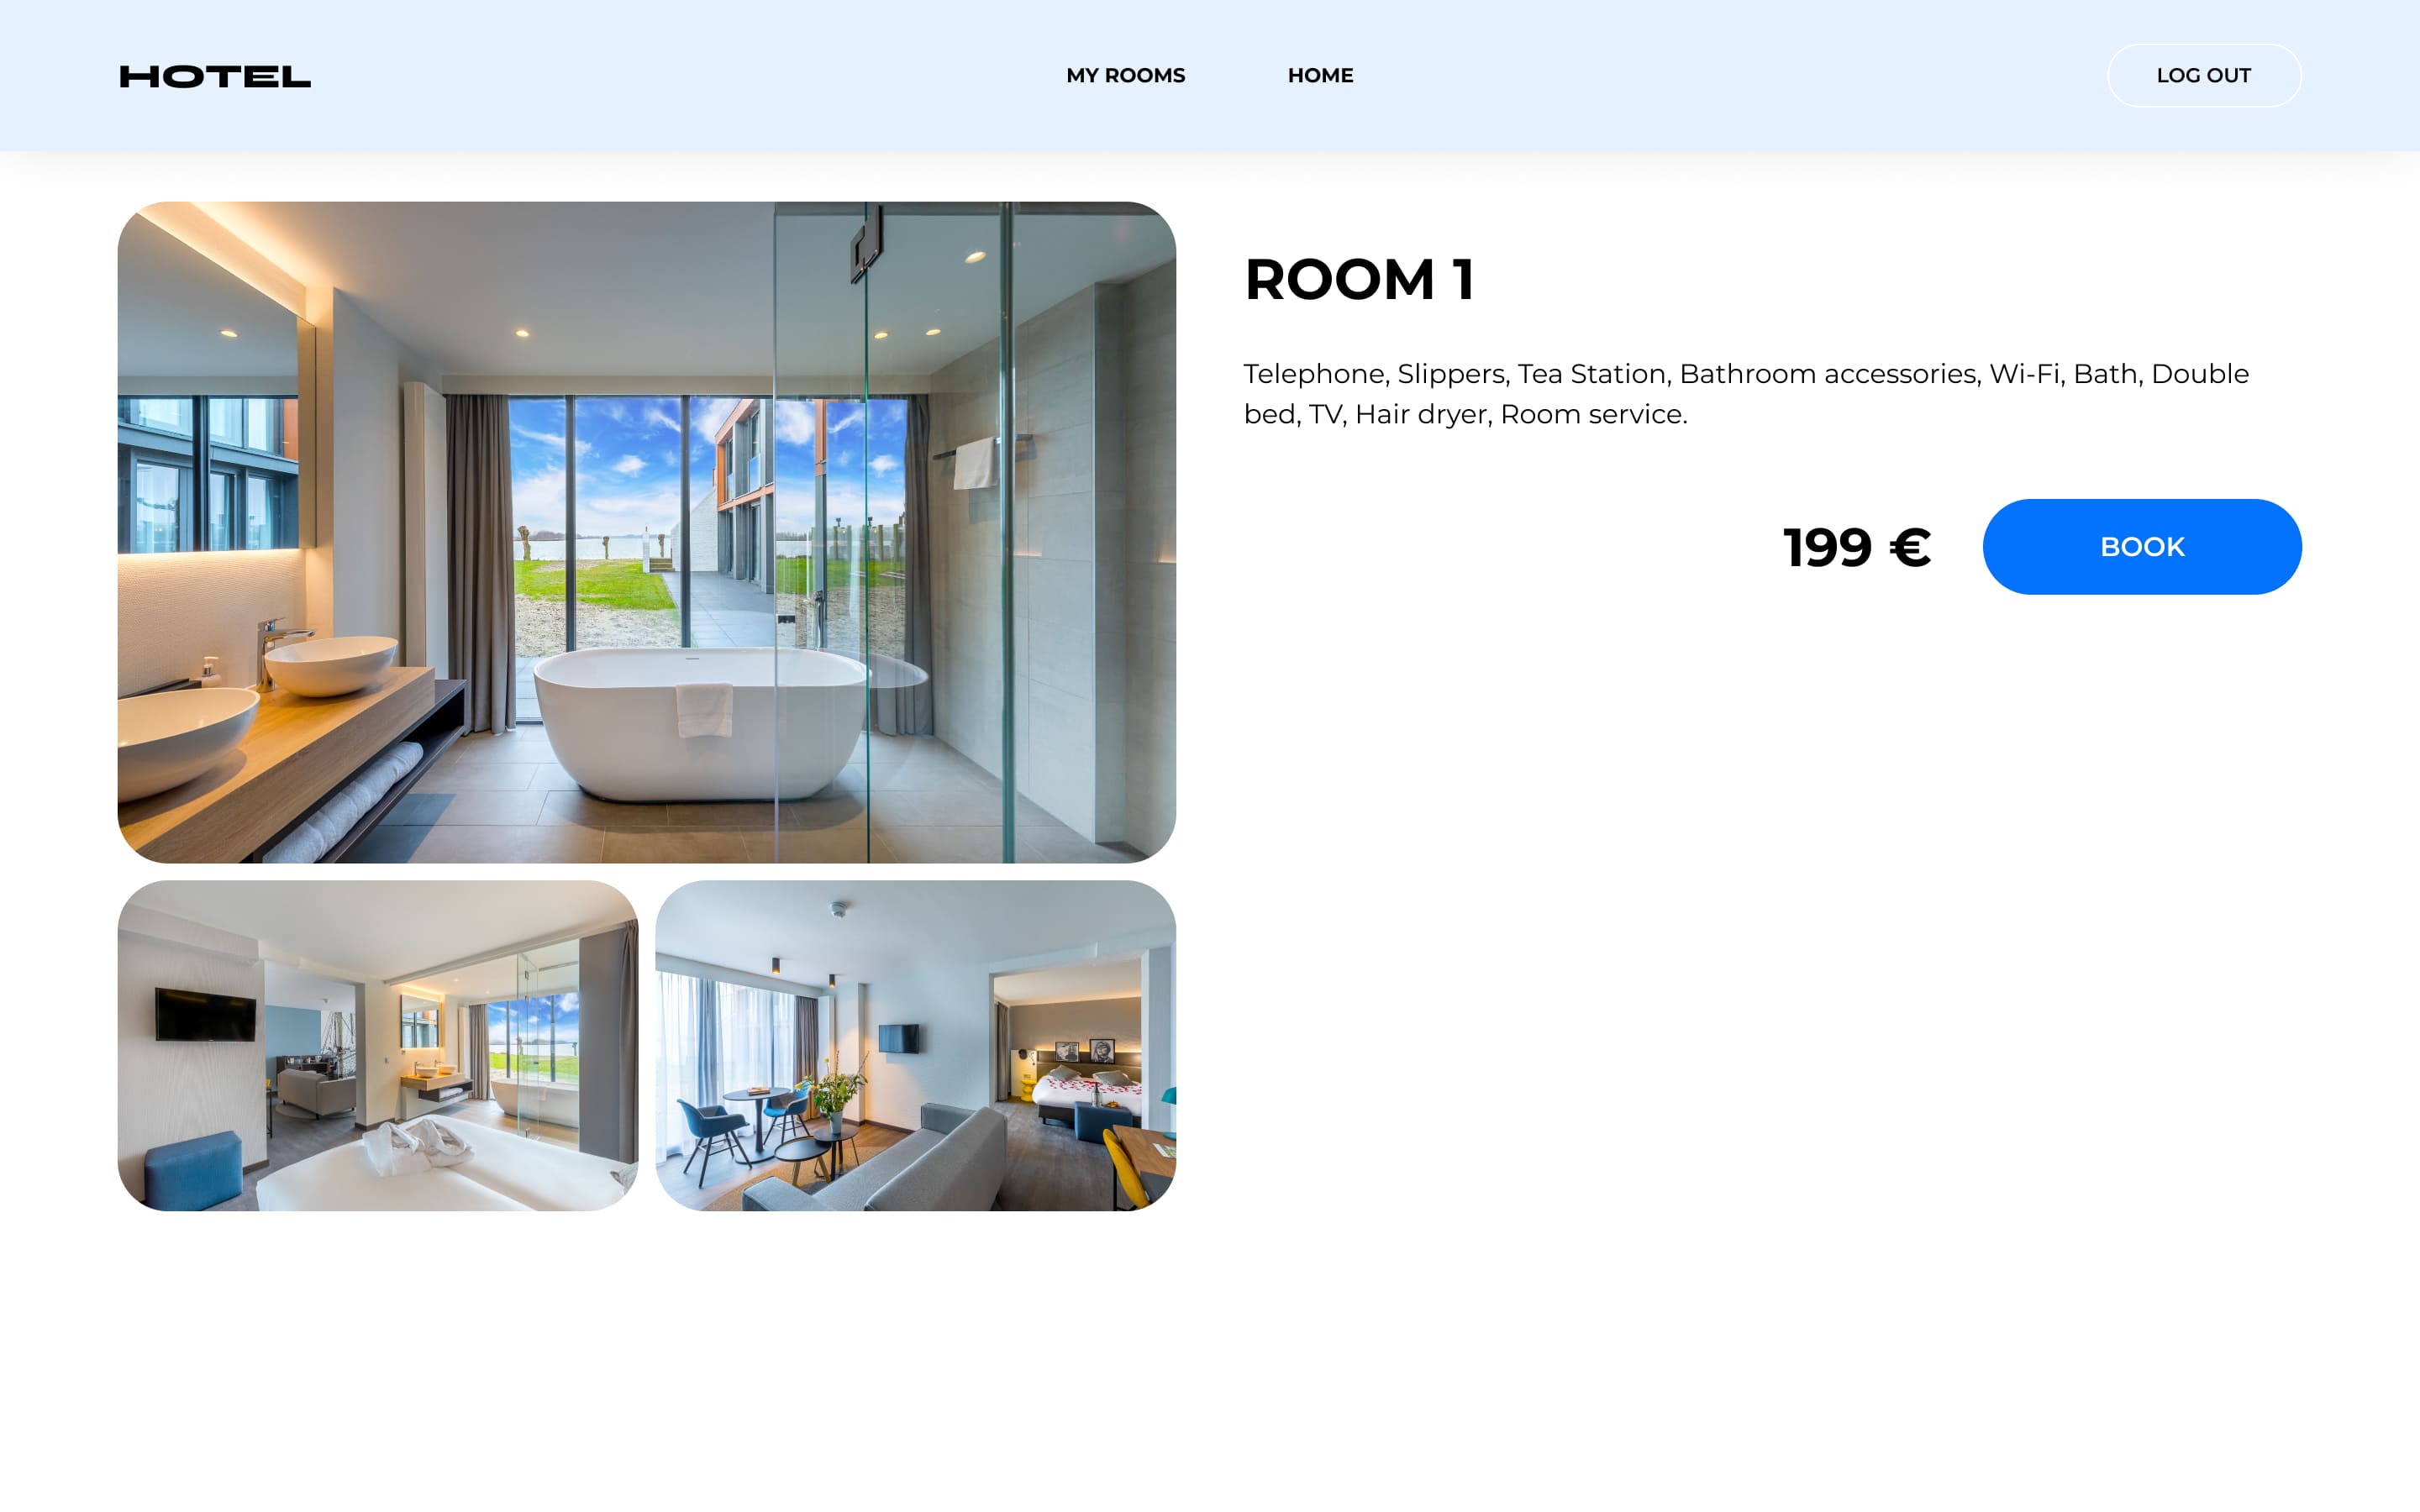 HOTEL
MY ROOMS
HOME
LOG OUT
ROOM 1
Telephone, Slippers, Tea Station, Bathroom accessories, Wi-Fi, Bath, Double
bed, TV, Hair dryer, Room service.
199 €
BOOK